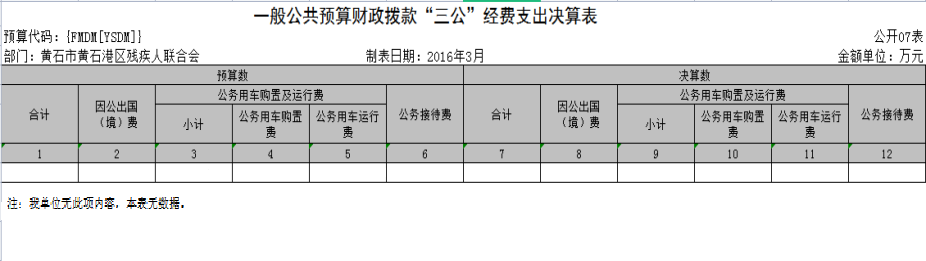 一般公共预算财政拨款“三公”经费支出决算表
预算代码：{FMDM[YSDM]} 公开07表
部门：黄石市黄石港区残疾人联合会 制表日期：2016年3月 金额单位：万元
预算数 决算数
合计 因公出国（境）费 公务用车购置及运行费 公务接待费 合计 因公出国（境）费 公务用车购置及运行费 公务接待费
小计 公务用车购置费 公务用车运行费 小计 公务用车购置费 公务用车运行费
1 2 3 4 5 6 7 8 9 10 11 12
注：我单位无此项内容，本表无数据。